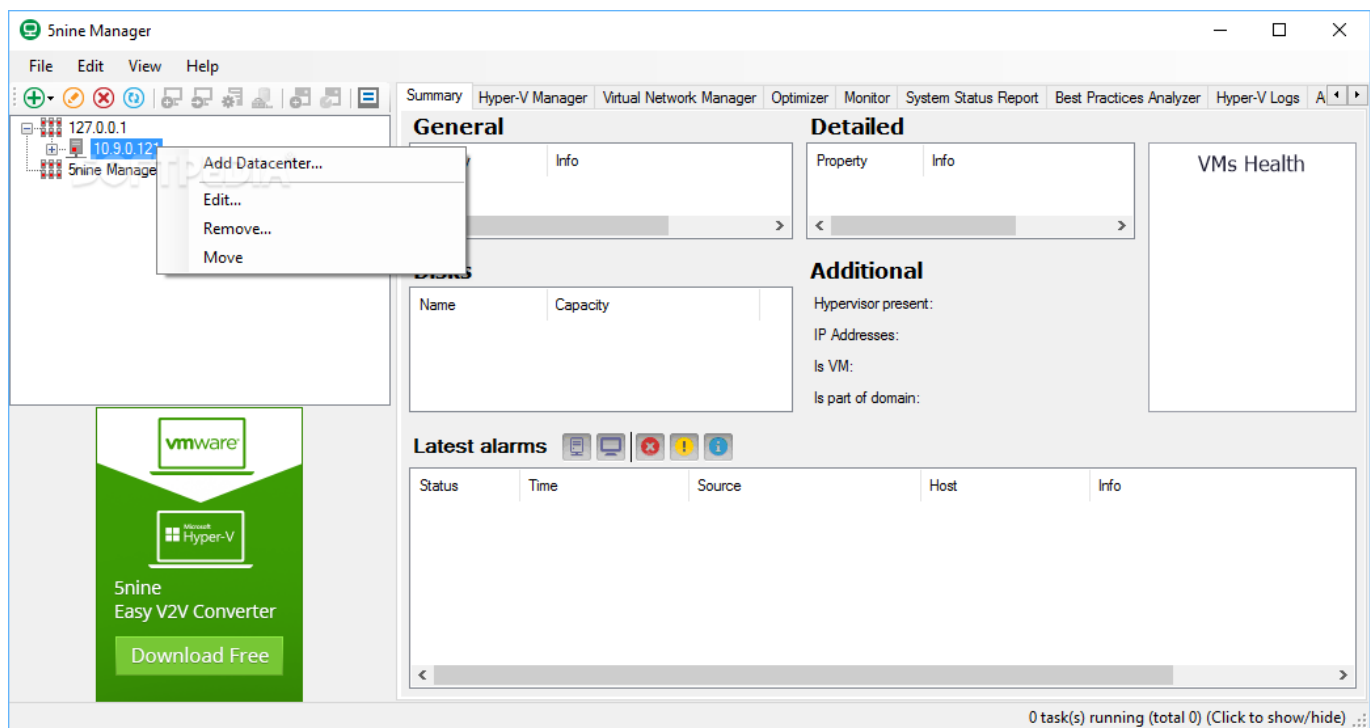 5nine Manager
File Edit View Help
Summary Hyper-V Manager Virtual Network Manager Optimizer Monitor System Status Report Best Practices Analyzer Hyper-V Logs
127.0.0.1
10.9.0.121
5nine Manage
SOFTPEDIA
Add Datacenter...
Edit...
Remove...
Move
General
Info
Detailed
Property Info
VMs Health
Disks
Name Capacity
Additional
Hypervisor present:
IP Addresses:
Is VM:
Is part of domain:
Latest alarms
Status Time Source Host Info
vmware
Microsoft
Hyper-V
5nine
Easy V2V Converter
Download Free
0 task(s) running (total 0) (Click to show/hide)